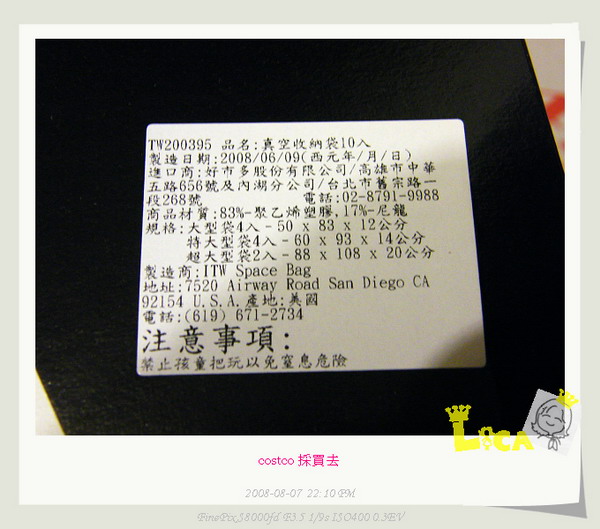 TW200395 品名:真空收納袋10入
製造日期:2008/06/09(西元年/月/日)
進口商:好市多股份有限公司/高雄市中華
五路656號及內湖分公司/台北市舊宗路一
段268號 電話:02-8791-9988
商品材質:83%-聚乙烯塑膠,17%-尼龍
規格:大型袋4入-50 x 83 x 12公分
特大型袋4入-60 x 93 x 14公分
超大型袋2入-88 x 108 x 20公分
製造商:ITW Space Bag
地址:7520 Airway Road San Diego CA
92154 U.S.A.產地:美國
電話:(619) 671-2734
注意事項:
禁止孩童把玩以免窒息危險
LiCA
costco 採買去
2008-08-07 22:10 PM
FinePix S8000fd F3.5 1/9s ISO400 0.3EV